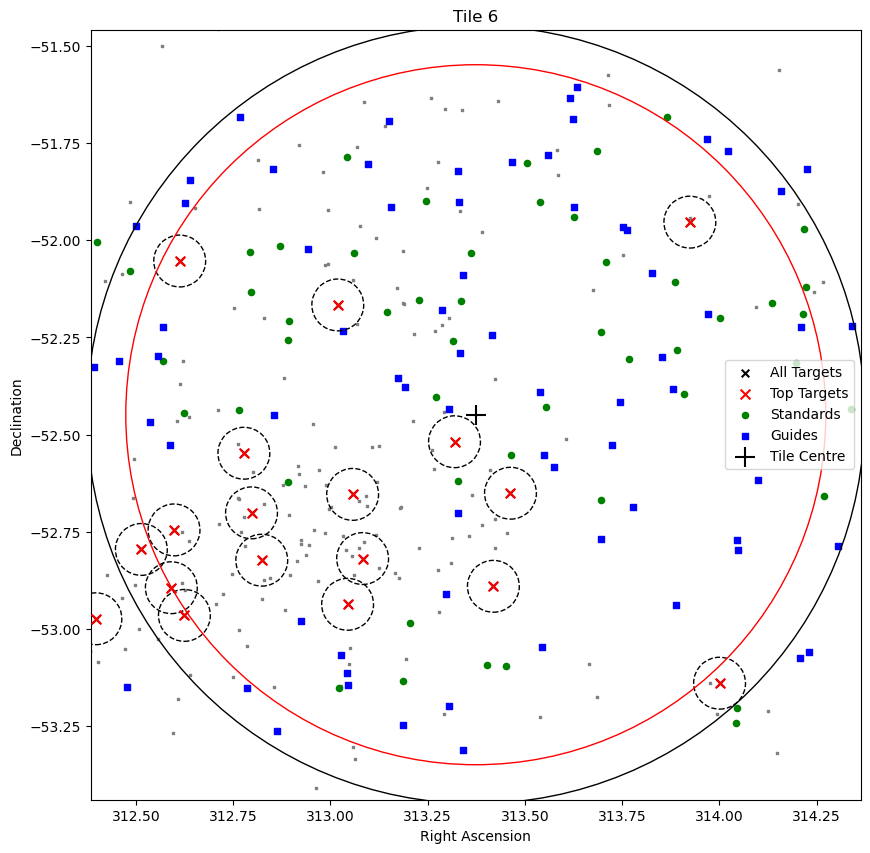 Tile 6
−51.50
−51.75
−52.00
−52.25
−52.50
−52.75
−53.00
−53.25
Declination
All Targets
Top Targets
Standards
Guides
Tile Centre
312.50 312.75 313.00 313.25 313.50 313.75 314.00 314.25
Right Ascension